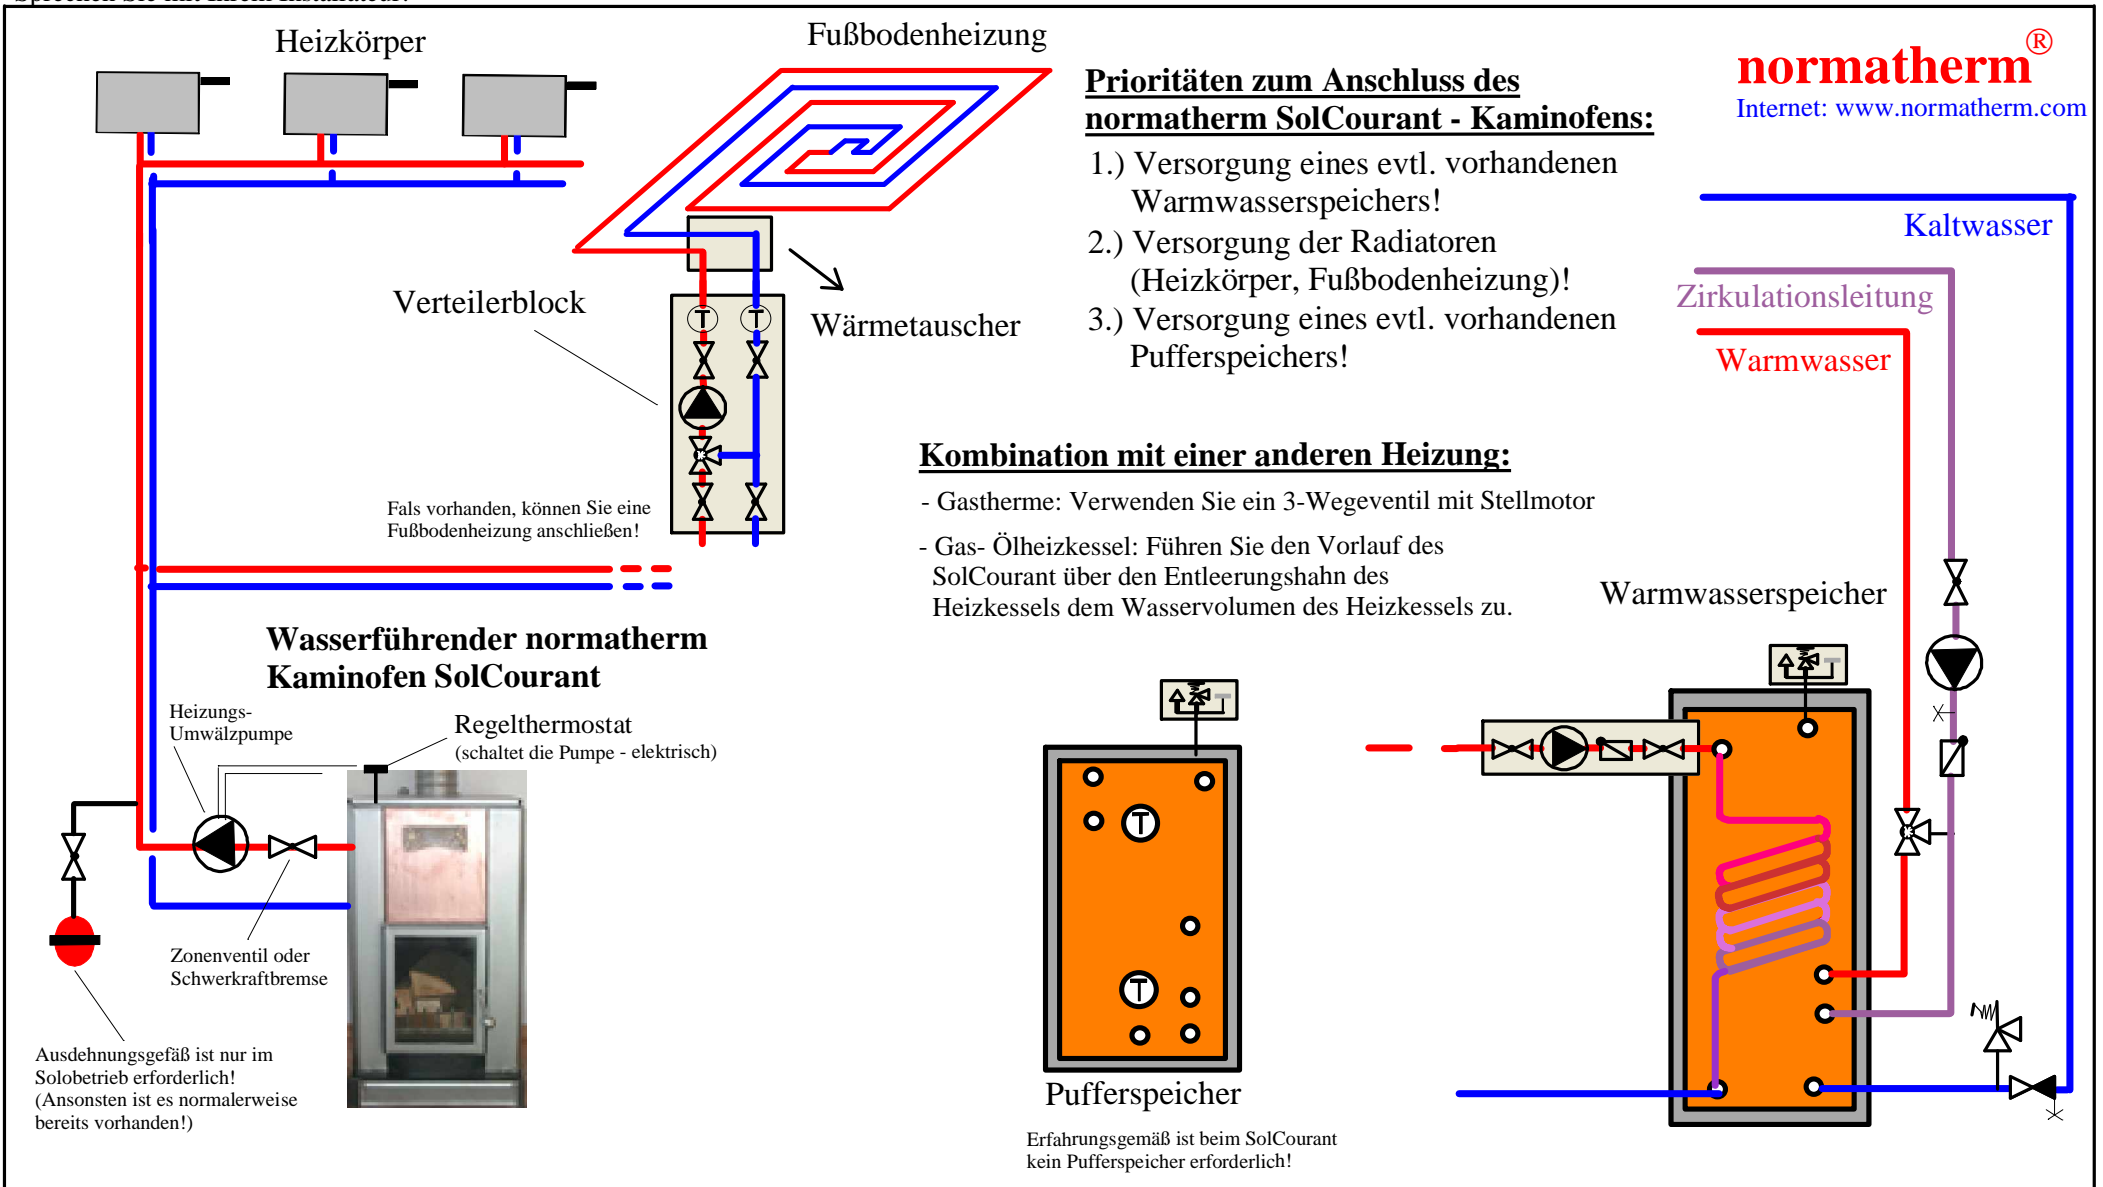 Sprechen Sie mit Ihrem Installateur!
Heizkörper
Fußbodenheizung
Prioritäten zum Anschluss des
normatherm SolCourant - Kaminofens:
1.) Versorgung eines evtl. vorhandenen
Warmwasserspeichers!
2.) Versorgung der Radiatoren
(Heizkörper, Fußbodenheizung)!
3.) Versorgung eines evtl. vorhandenen
Pufferspeichers!
normatherm®
Internet: www.normatherm.com
Kaltwasser
Zirkulationsleitung
Warmwasser
Verteilerblock
Wärmetauscher
T T
Fals vorhanden, können Sie eine
Fußbodenheizung anschließen!
Kombination mit einer anderen Heizung:
- Gastherme: Verwenden Sie ein 3-Wegeventil mit Stellmotor
- Gas- Ölheizkessel: Führen Sie den Vorlauf des
SolCourant über den Entleerungshahn des
Heizkessels dem Wasservolumen des Heizkessels zu.
Warmwasserspeicher
Wasserführender normatherm
Kaminofen SolCourant
Heizungs-
Umwälzpumpe
Regelthermostat
(schaltet die Pumpe - elektrisch)
Zonenventil oder
Schwerkraftbremse
Ausdehnungsgefäß ist nur im
Solobetrieb erforderlich!
(Ansonsten ist es normalerweise
bereits vorhanden!)
T
T
Pufferspeicher
Erfahrungsgemäß ist beim SolCourant
kein Pufferspeicher erforderlich!